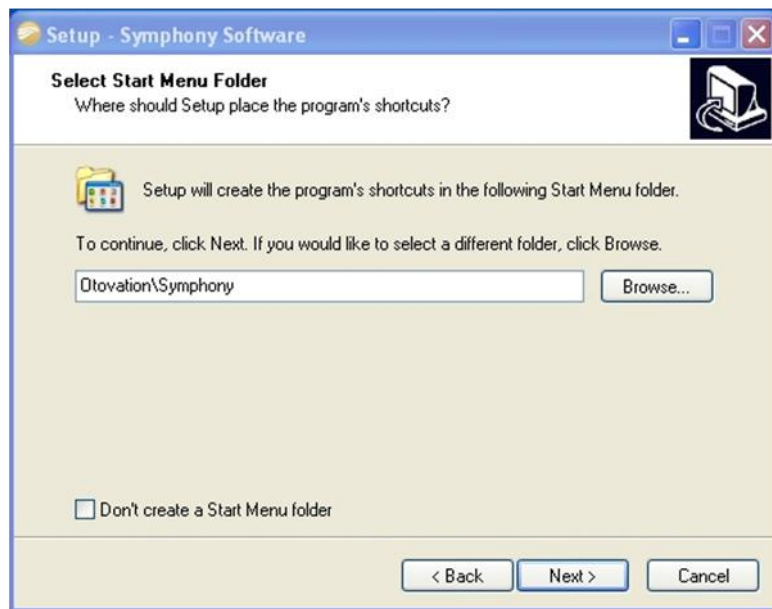 Setup - Symphony Software
Select Start Menu Folder
Where should Setup place the program's shortcuts?
Setup will create the program's shortcuts in the following Start Menu folder.
To continue, click Next. If you would like to select a different folder, click Browse.
Otovation\Symphony
Browse...
Don't create a Start Menu folder
< Back
Next >
Cancel